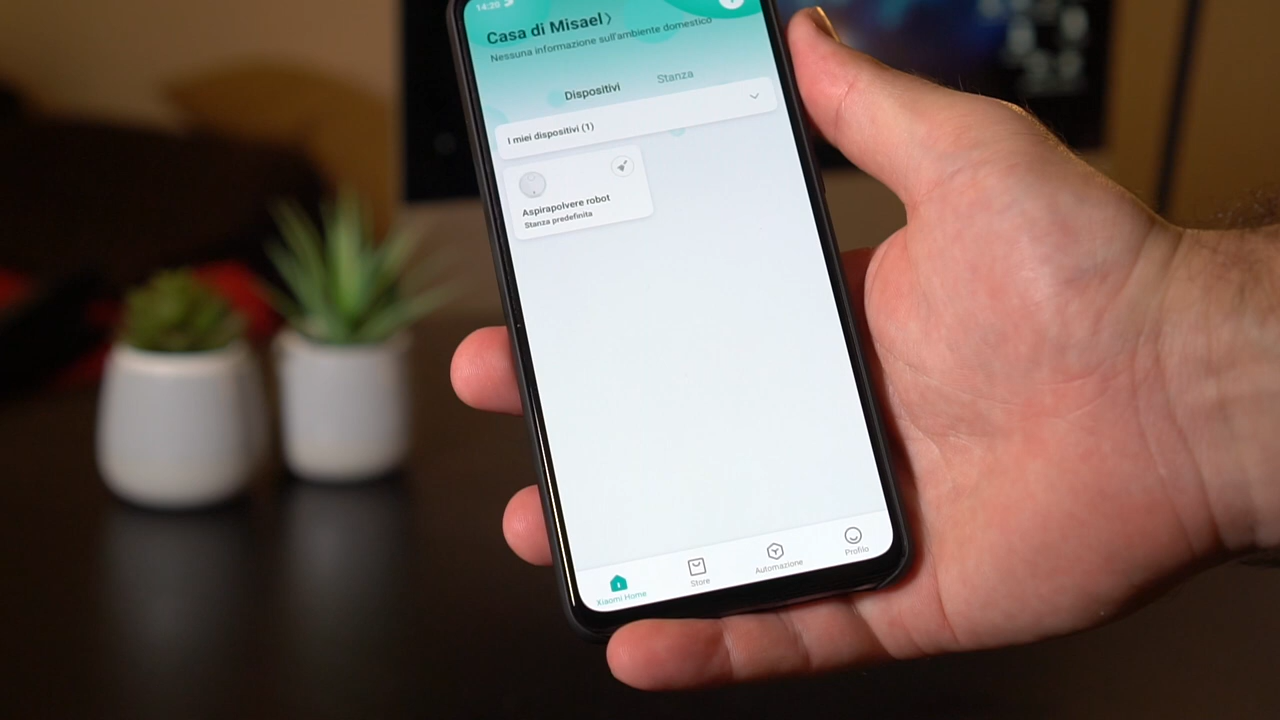 14:20
Casa di Misael
Nessuna informazione sull'ambiente domestico
Dispositivi Stanza
I miei dispositivi (1)
Aspirapolvere robot
Stanza predefinita
Xiaomi Home Store Automazione Profilo